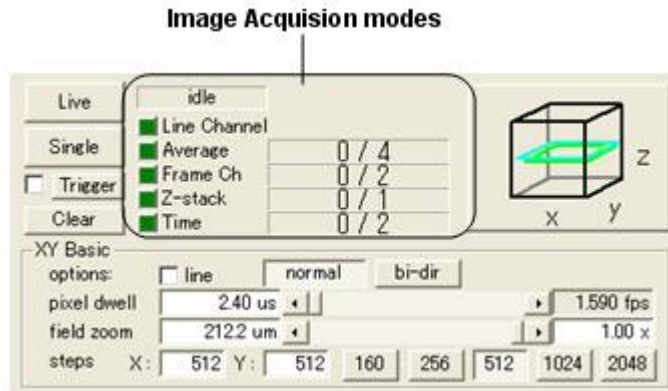 Image Acquision modes
Live
idle
Line Channel
Single
Average 0 / 4
Frame Ch 0 / 2
Trigger
Z-stack 0 / 1
Clear
Time 0 / 2
Z
X y
XY Basic
options: line normal bi-dir
pixel dwell 2.40 us 1.590 fps
field zoom 212.2 um 1.00 x
steps X: 512 Y: 512 160 256 512 1024 2048